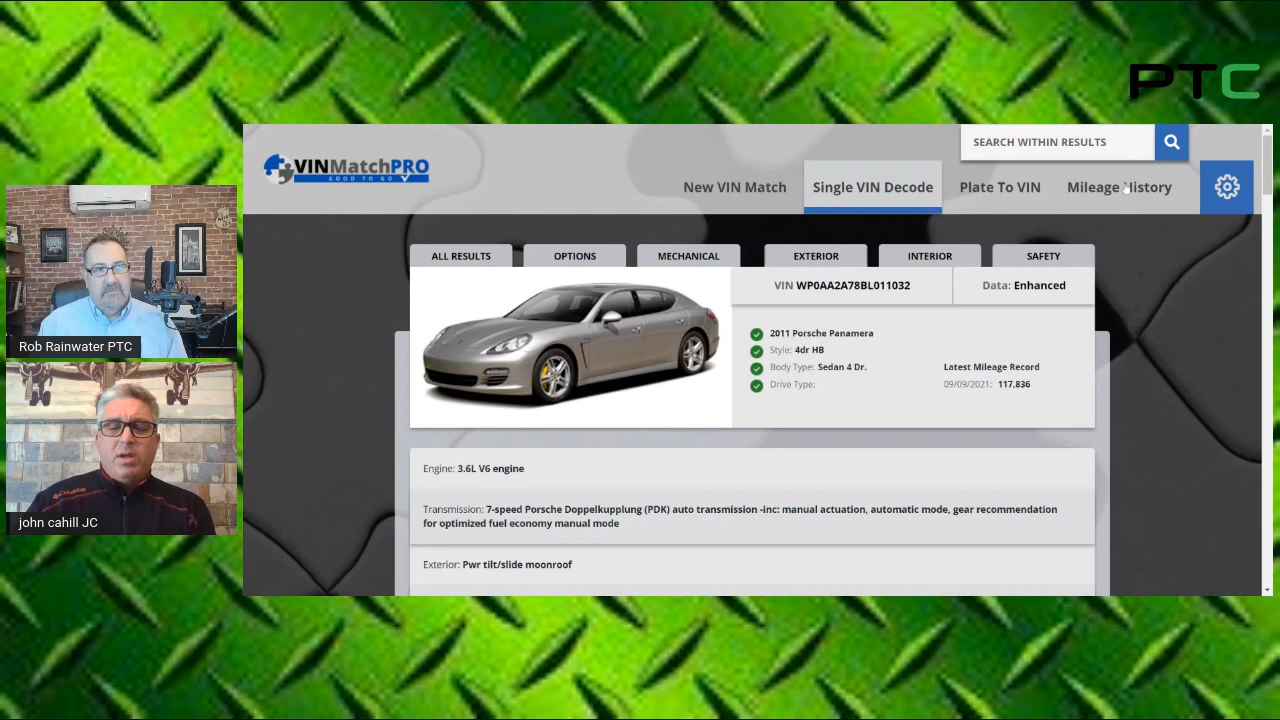 PTC
SEARCH WITHIN RESULTS
VINMatchPRO
GOOD TO GO
New VIN Match
Single VIN Decode
Plate To VIN
Mileage History
ALL RESULTS
OPTIONS
MECHANICAL
EXTERIOR
INTERIOR
SAFETY
VIN WP0AA2A78BL011032
Data: Enhanced
2011 Porsche Panamera
Style: 4dr HB
Body Type: Sedan 4 Dr.
Latest Mileage Record
Drive Type:
09/09/2021: 117,836
Rob Rainwater PTC
Columbia
john cahill JC
Engine: 3.6L V6 engine
Transmission: 7-speed Porsche Doppelkupplung (PDK) auto transmission -inc: manual actuation, automatic mode, gear recommendation
for optimized fuel economy manual mode
Exterior: Pwr tilt/slide moonroof